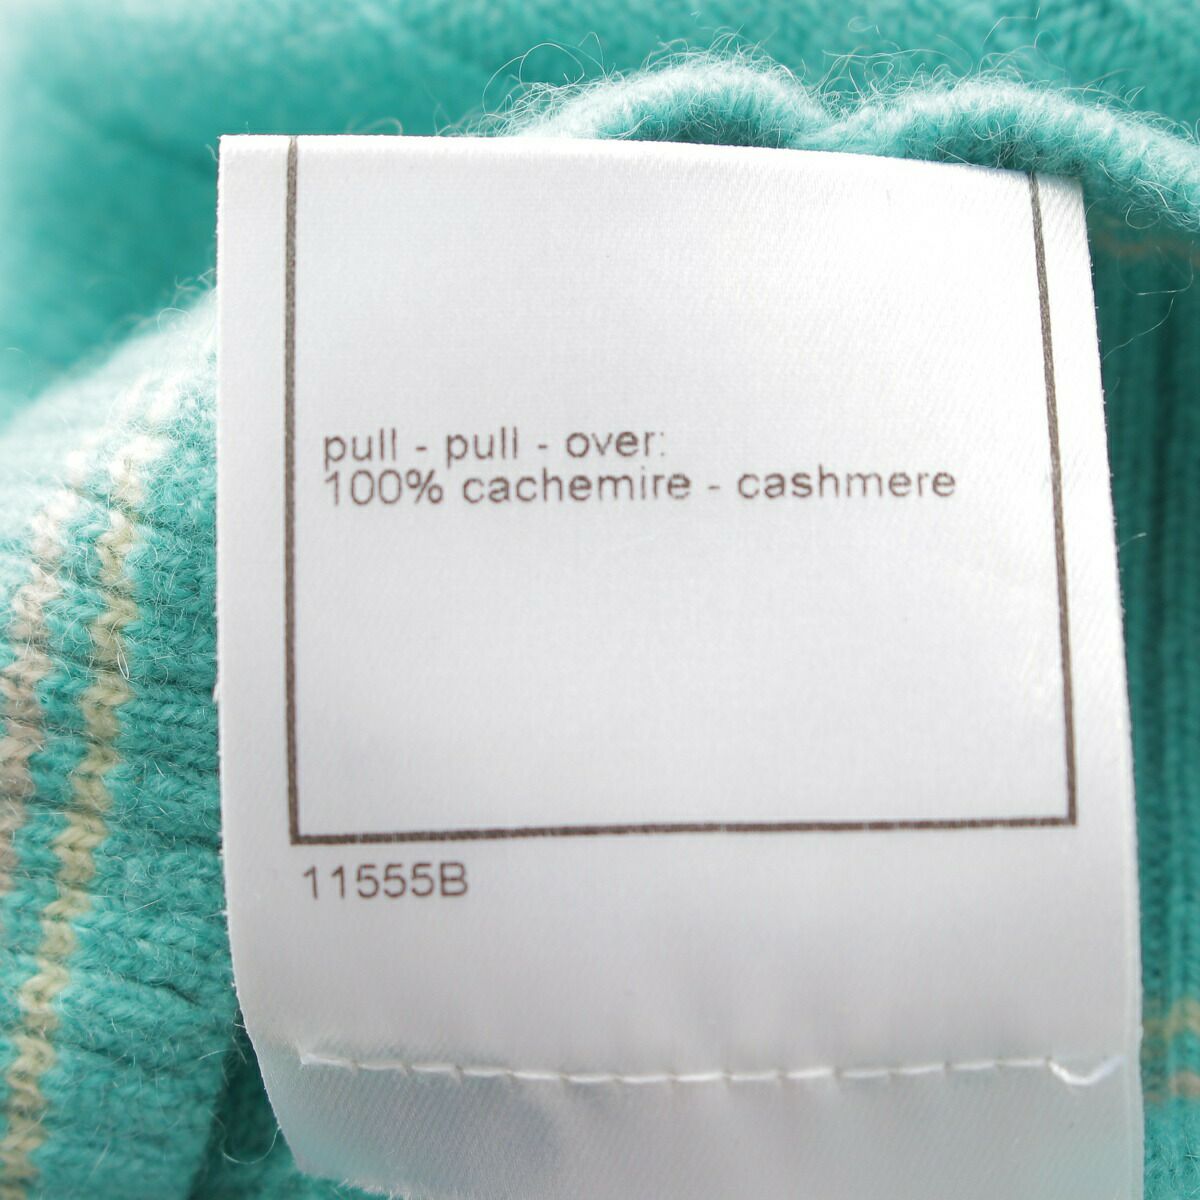 pull - pull - over:
100% cachemire - cashmere
11555B